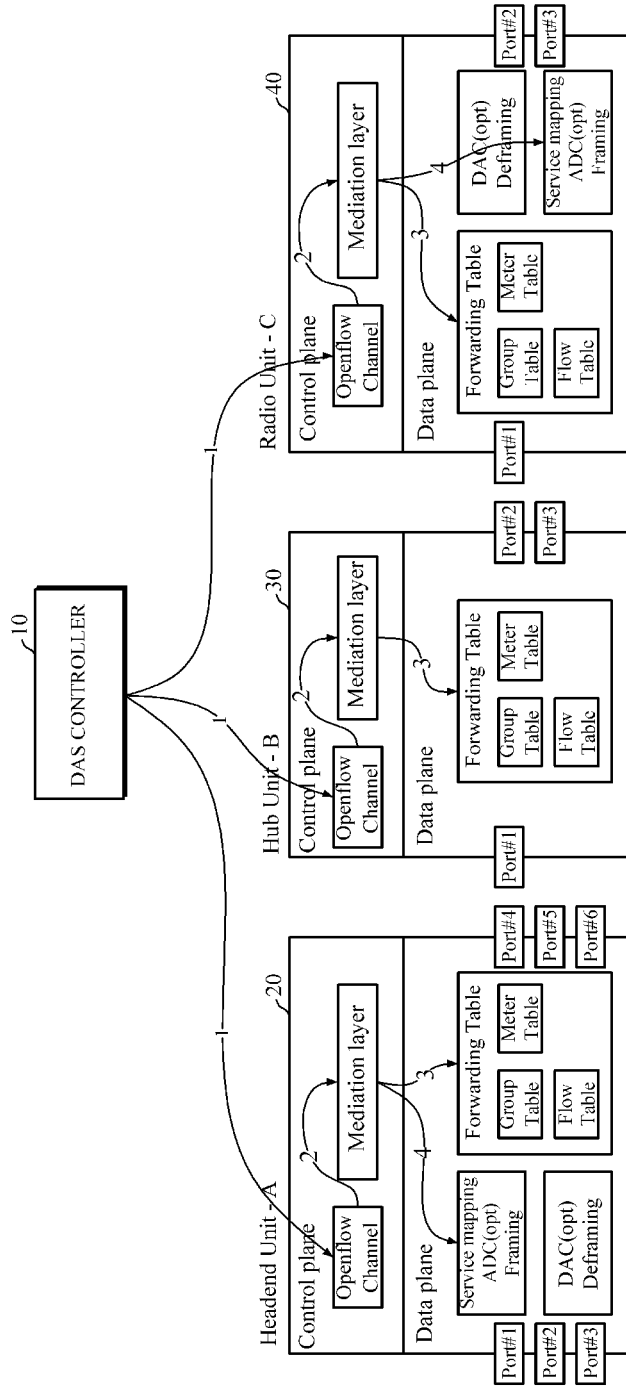 10
DAS CONTROLLER
1
1
1
Headend Unit - A
20
Control plane
Openflow
Channel
2
Mediation layer
Data plane
4
3
Service mapping
ADC(opt)
Framing
DAC(opt)
Deframing
Forwarding Table
Group
Table
Meter
Table
Flow
Table
Port#1
Port#2
Port#3
Port#4
Port#5
Port#6
Hub Unit - B
30
Control plane
Openflow
Channel
2
Mediation layer
Data plane
3
Forwarding Table
Group
Table
Meter
Table
Flow
Table
Port#1
Port#2
Port#3
Radio Unit - C
40
Control plane
Openflow
Channel
2
Mediation layer
Data plane
3
4
Forwarding Table
Group
Table
Meter
Table
Flow
Table
DAC(opt)
Deframing
Service mapping
ADC(opt)
Framing
Port#1
Port#2
Port#3